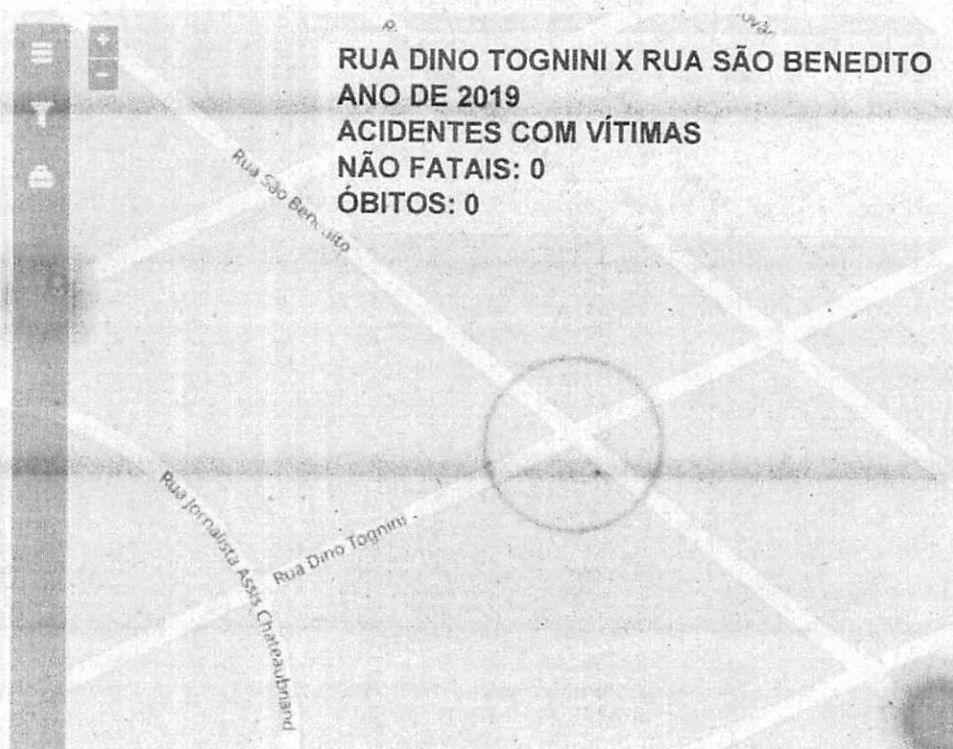 RUA DINO TOGNINI X RUA SÃO BENEDITO
ANO DE 2019
ACIDENTES COM VÍTIMAS
NÃO FATAIS: 0
ÓBITOS: 0
Rua São
Rua Jornalista Assis Chateaubriand
Rua Dino Tognini
+
-